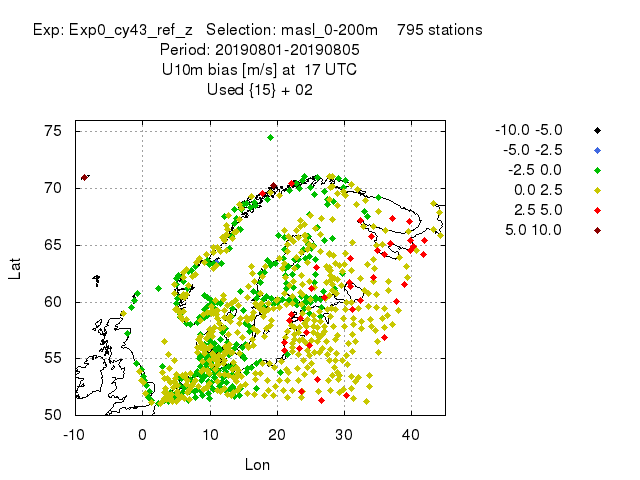 Exp: Exp0_cy43_ref_z   Selection: masl_0-200m    795 stations
Period: 20190801-20190805
U10m bias [m/s] at  17 UTC
Used {15} + 02
-10.0 -5.0
-5.0 -2.5
-2.5 0.0
0.0 2.5
2.5 5.0
5.0 10.0
75
70
65
60
55
50
Lat
-10 0 10 20 30 40
Lon